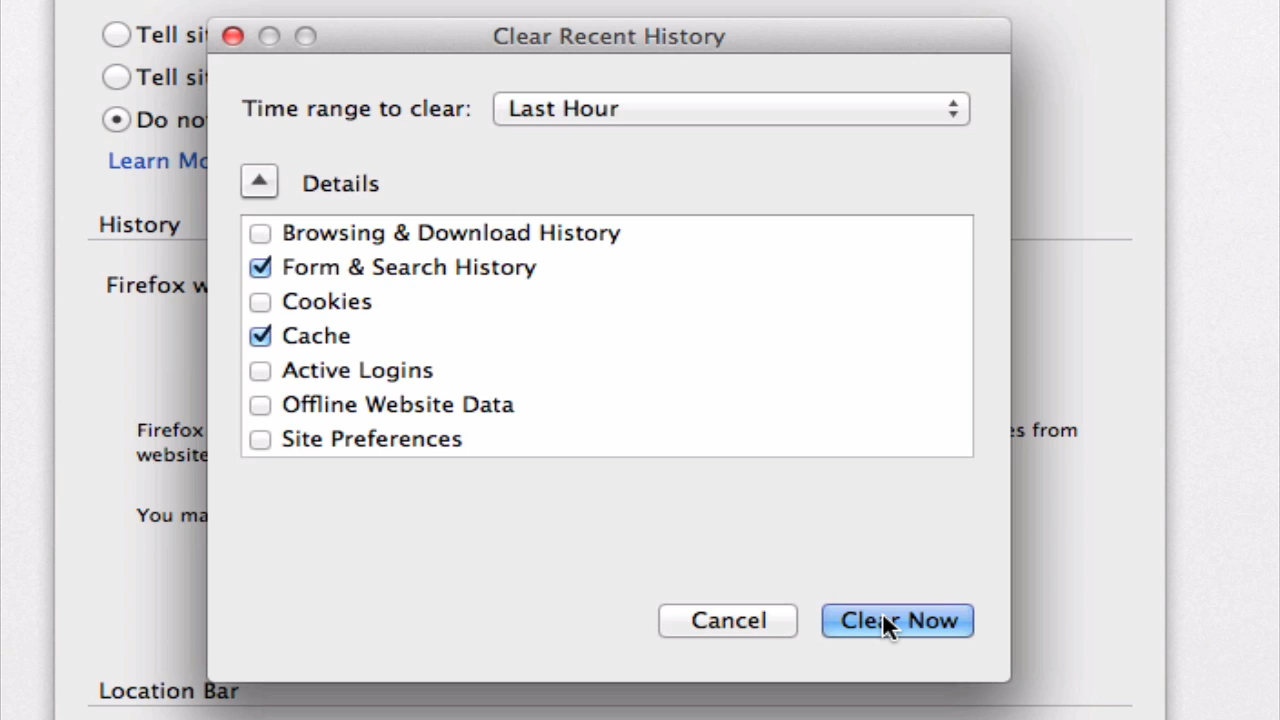 Clear Recent History
Tell si
Time range to clear: Last Hour
Tell si
Do no
Learn Mo
Details
History
Browsing & Download History
Form & Search History
Firefox w
Cookies
Cache
Active Logins
Offline Website Data
Firefox
es from
Site Preferences
website
You ma
Cancel
Clear Now
Location Bar